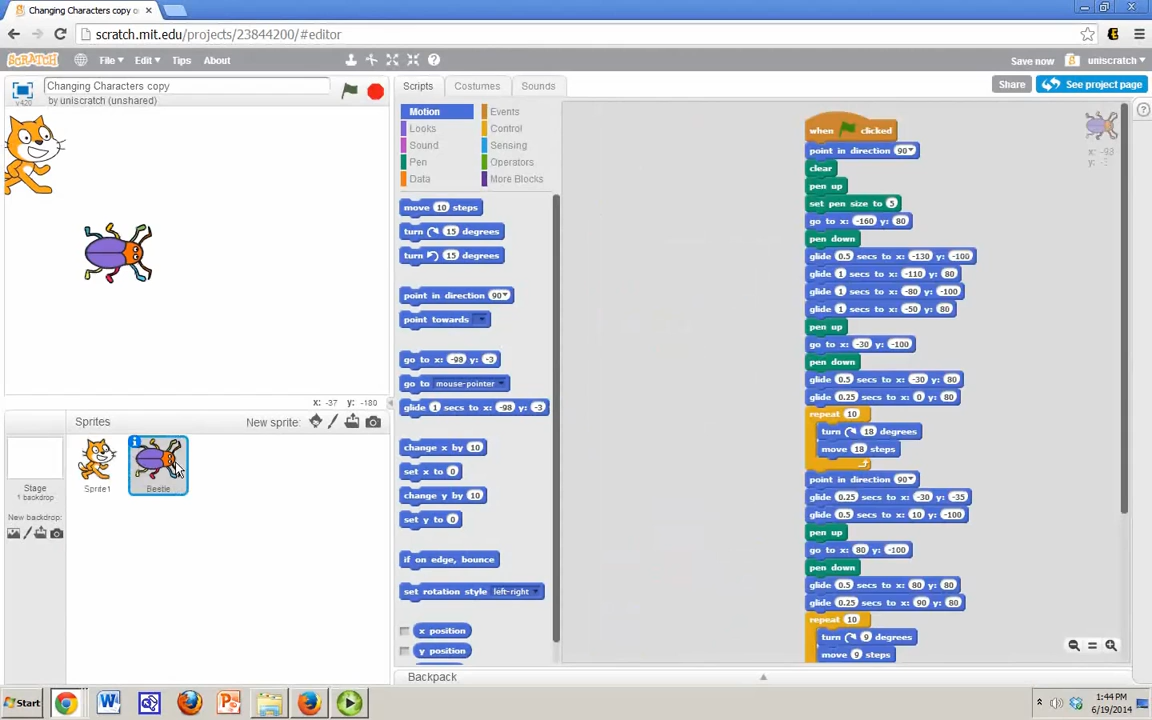 Changing Characters copy o
scratch.mit.edu/projects/23844200/#editor
SCRATCH File Edit Tips About Save now uniscratch
Changing Characters copy
by uniscratch (unshared)
v420
Scripts Costumes Sounds
Share See project page
Motion Events
Looks Control
Sound Sensing
Pen Operators
Data More Blocks
move 10 steps
turn 15 degrees
turn 15 degrees
point in direction 90
point towards
go to x: -98 y: -3
go to mouse-pointer
glide 1 secs to x: -98 y: -3
change x by 10
set x to 0
change y by 10
set y to 0
if on edge, bounce
set rotation style left-right
x position
y position
when clicked
point in direction 90
clear
pen up
set pen size to 5
go to x: -160 y: 80
pen down
glide 0.5 secs to x: -130 y: -100
glide 1 secs to x: -110 y: 80
glide 1 secs to x: -80 y: -100
glide 1 secs to x: -50 y: 80
pen up
go to x: -30 y: -100
pen down
glide 0.5 secs to x: -30 y: 80
glide 0.25 secs to x: 0 y: 80
repeat 10
turn 18 degrees
move 18 steps
point in direction 90
glide 0.25 secs to x: -30 y: -35
glide 0.5 secs to x: 10 y: -100
pen up
go to x: 80 y: -100
pen down
glide 0.5 secs to x: 80 y: 80
glide 0.25 secs to x: 90 y: 80
repeat 10
turn 9 degrees
move 9 steps
x: -93
x: -37 y: -180
Sprites New sprite:
Stage
1 backdrop
New backdrop:
Sprite1
Beetle
Backpack
Start
1:44 PM
6/19/2014